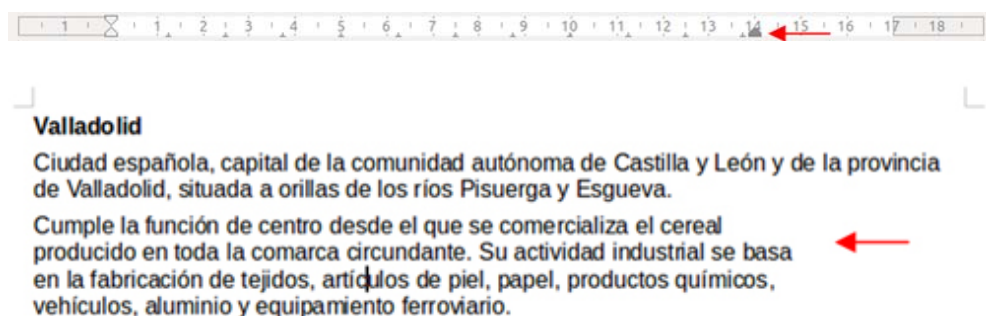 1 1 2 3 4 5 6 7 8 9 10 11 12 13 14 15 16 17 18
Valladolid
Ciudad española, capital de la comunidad autónoma de Castilla y León y de la provincia
de Valladolid, situada a orillas de los ríos Pisuerga y Esgueva.
Cumple la función de centro desde el que se comercializa el cereal
producido en toda la comarca circundante. Su actividad industrial se basa
en la fabricación de tejidos, artículos de piel, papel, productos químicos,
vehículos, aluminio y equipamiento ferroviario.